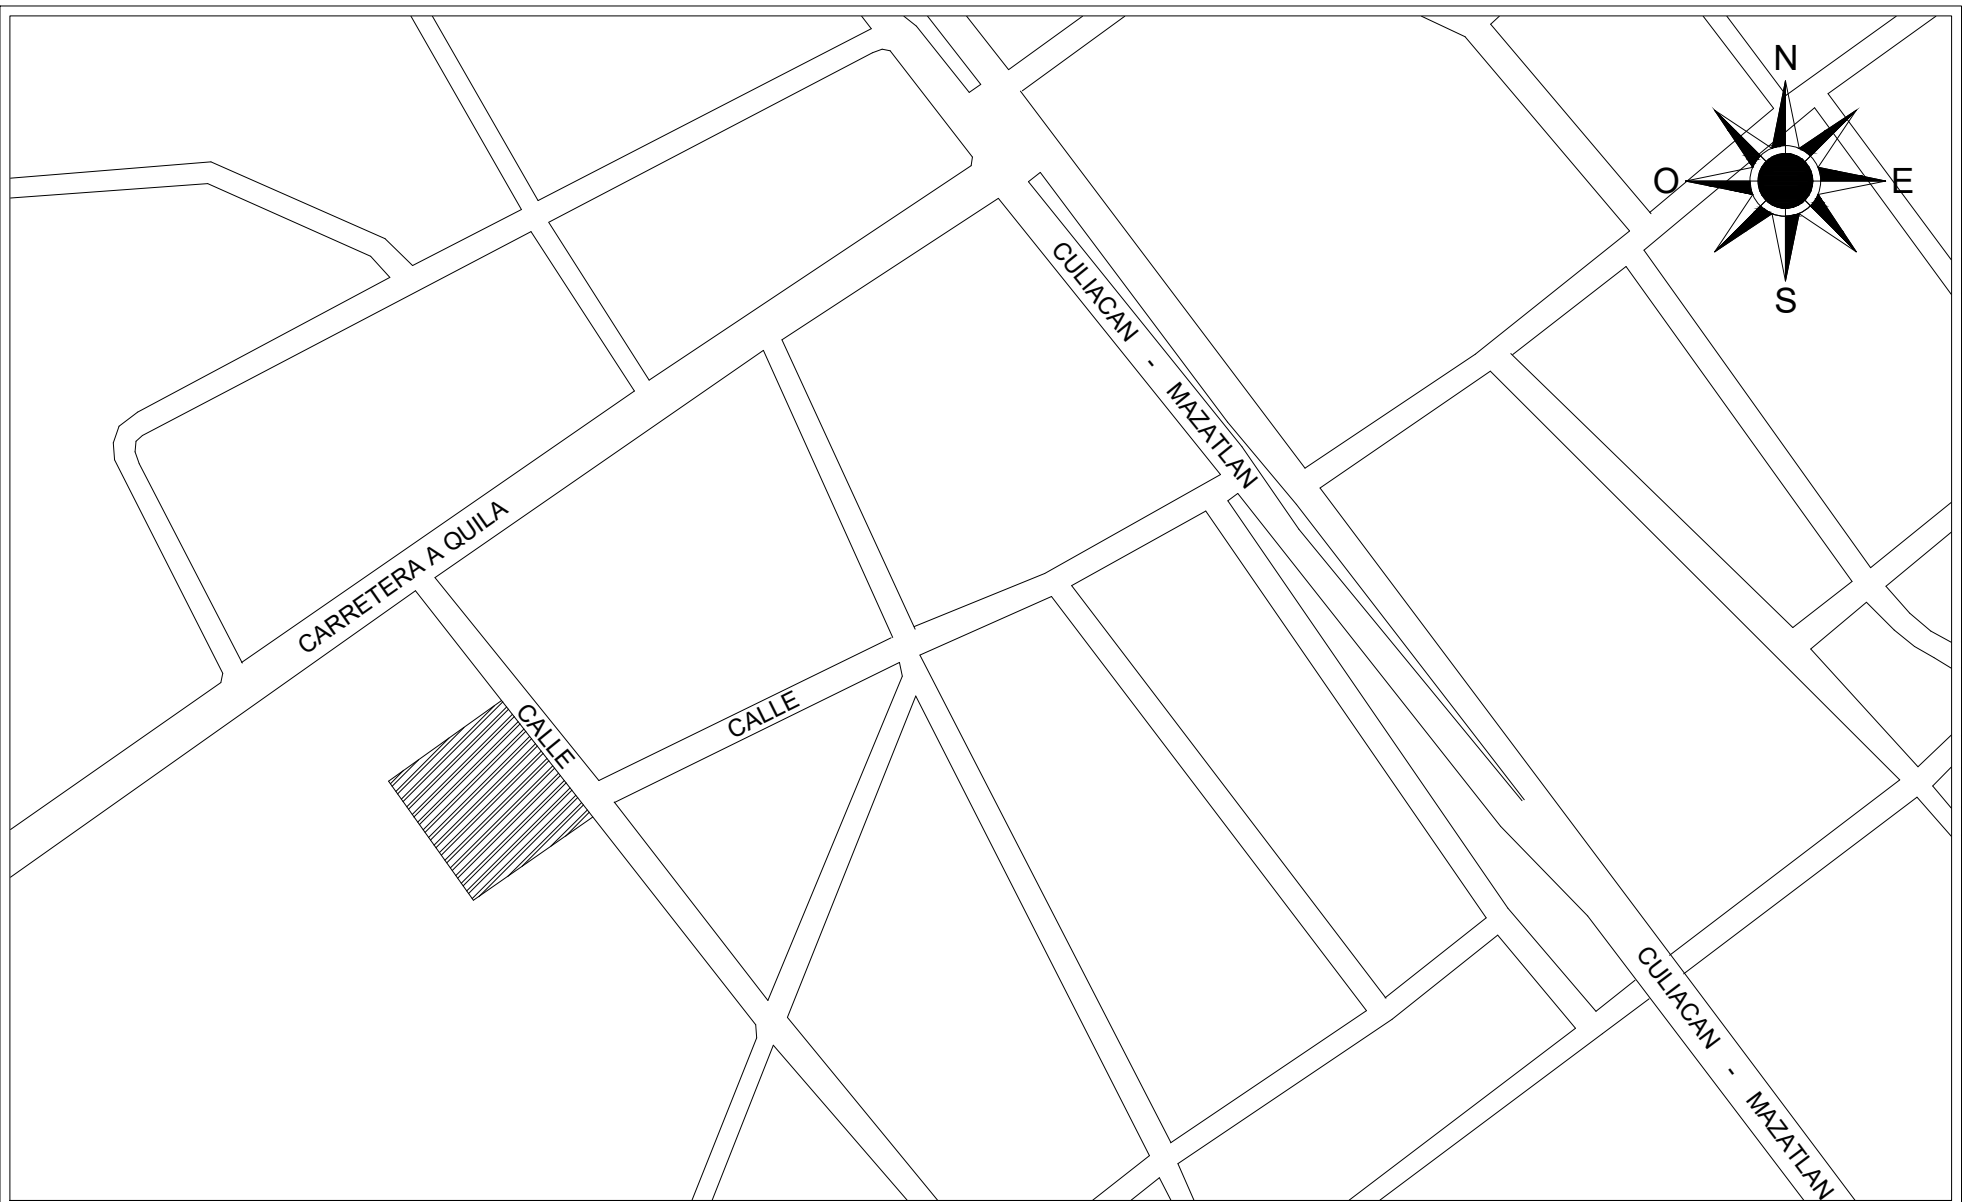 N
O
E
S
CULIACAN - MAZATLAN
CARRETERA A QUILA
CALLE
CALLE
CULIACAN - MAZATLAN